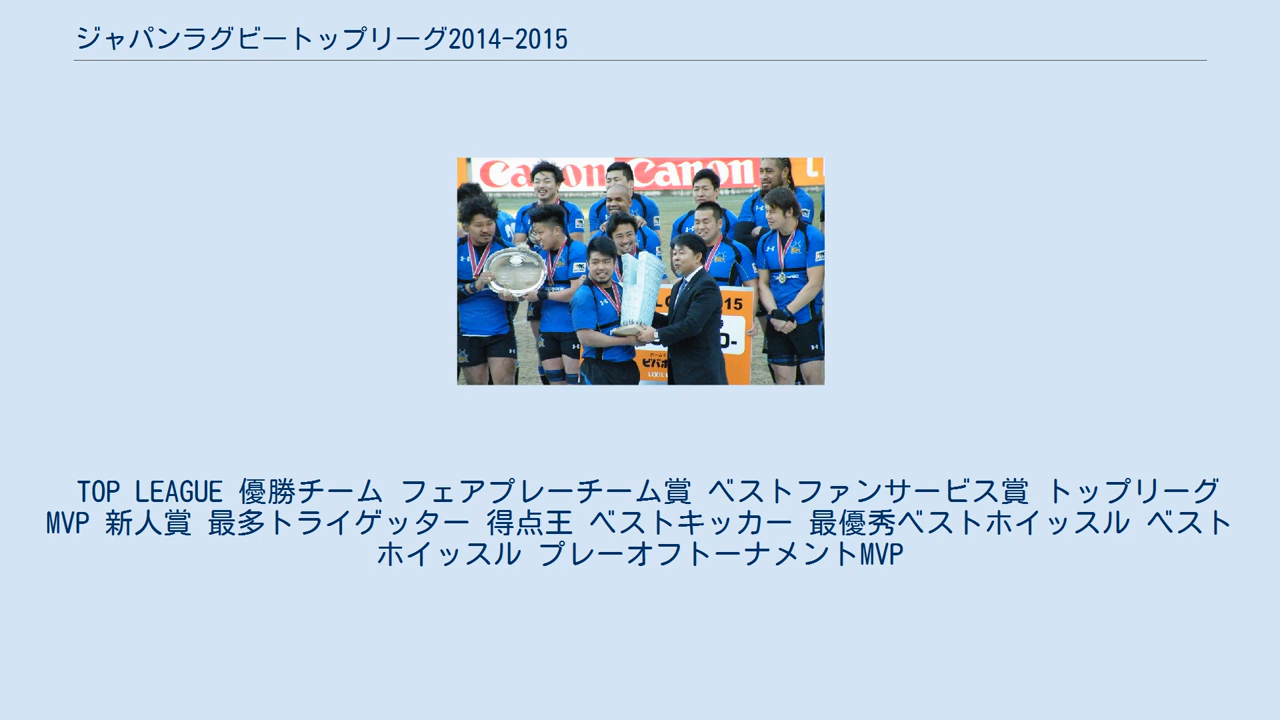 ジャパンラグビートップリーグ2014-2015
Canon Canon
15
ビバ
LIXIL
TOP LEAGUE 優勝チーム フェアプレーチーム賞 ベストファンサービス賞 トップリーグ
MVP 新人賞 最多トライゲッター 得点王 ベストキッカー 最優秀ベストホイッスル ベスト
ホイッスル プレーオフトーナメントMVP